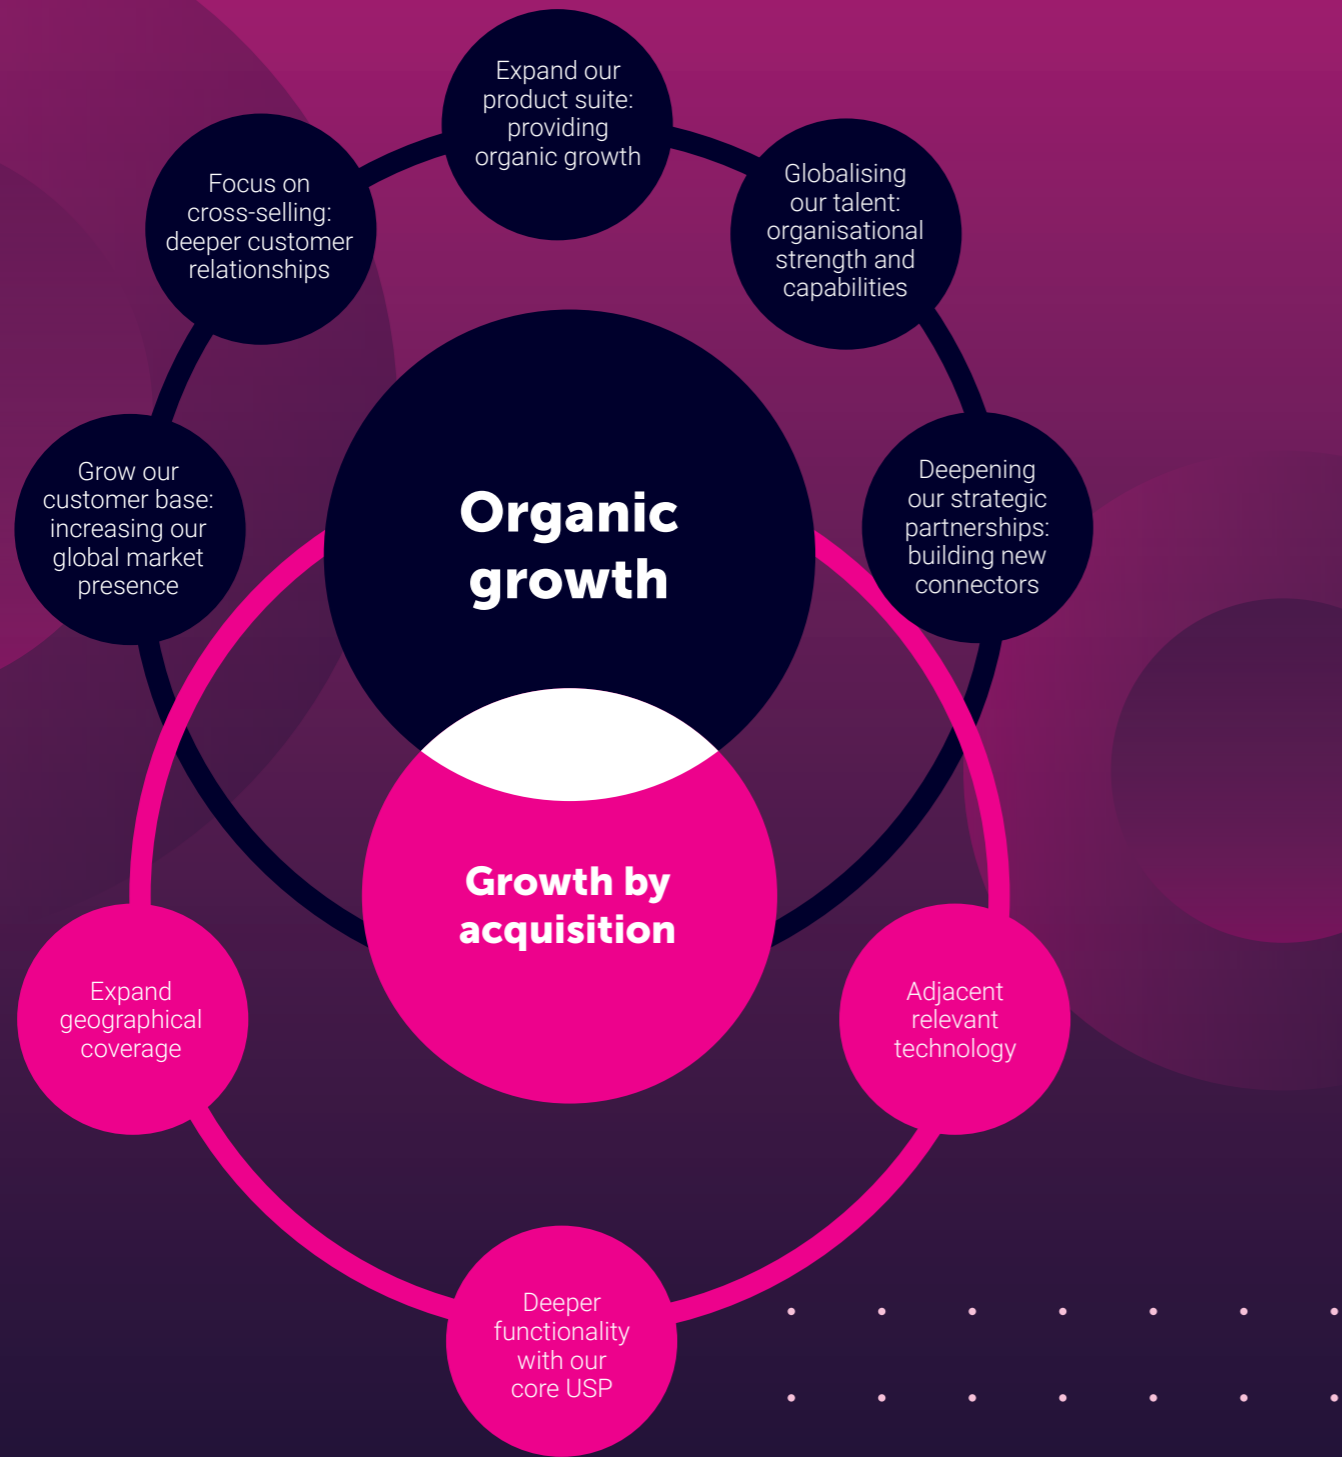 Expand our
product suite:
providing
organic growth
Focus on
cross-selling:
deeper customer
relationships
Globalising
our talent:
organisational
strength and
capabilities
Grow our
customer base:
increasing our
global market
presence
Organic
growth
Deepening
our strategic
partnerships:
building new
connectors
Growth by
acquisition
Expand
geographical
coverage
Adjacent
relevant
technology
Deeper
functionality
with our
core USP